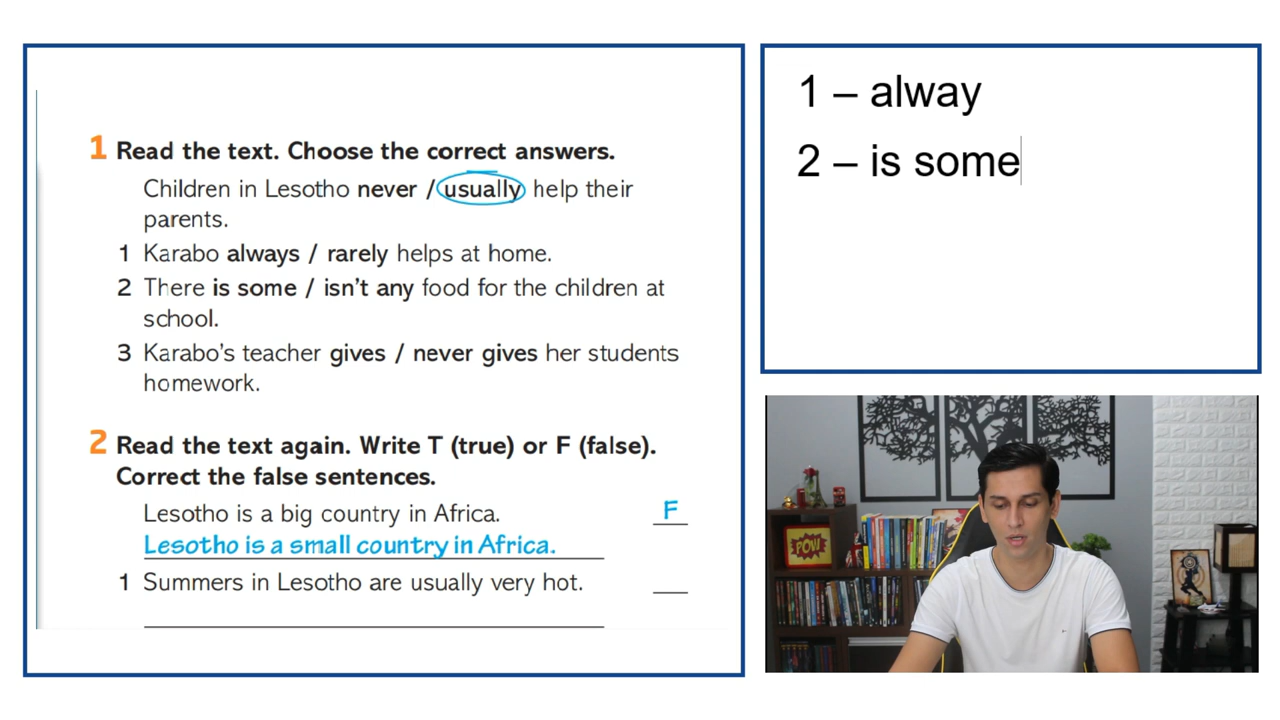 1 Read the text. Choose the correct answers.
Children in Lesotho never / usually help their
parents.
1 Karabo always / rarely helps at home.
2 There is some / isn't any food for the children at
school.
3 Karabo's teacher gives / never gives her students
homework.
2 Read the text again. Write T (true) or F (false).
Correct the false sentences.
Lesotho is a big country in Africa. F
Lesotho is a small country in Africa.
1 Summers in Lesotho are usually very hot.
1 – alway
2 – is some
POW